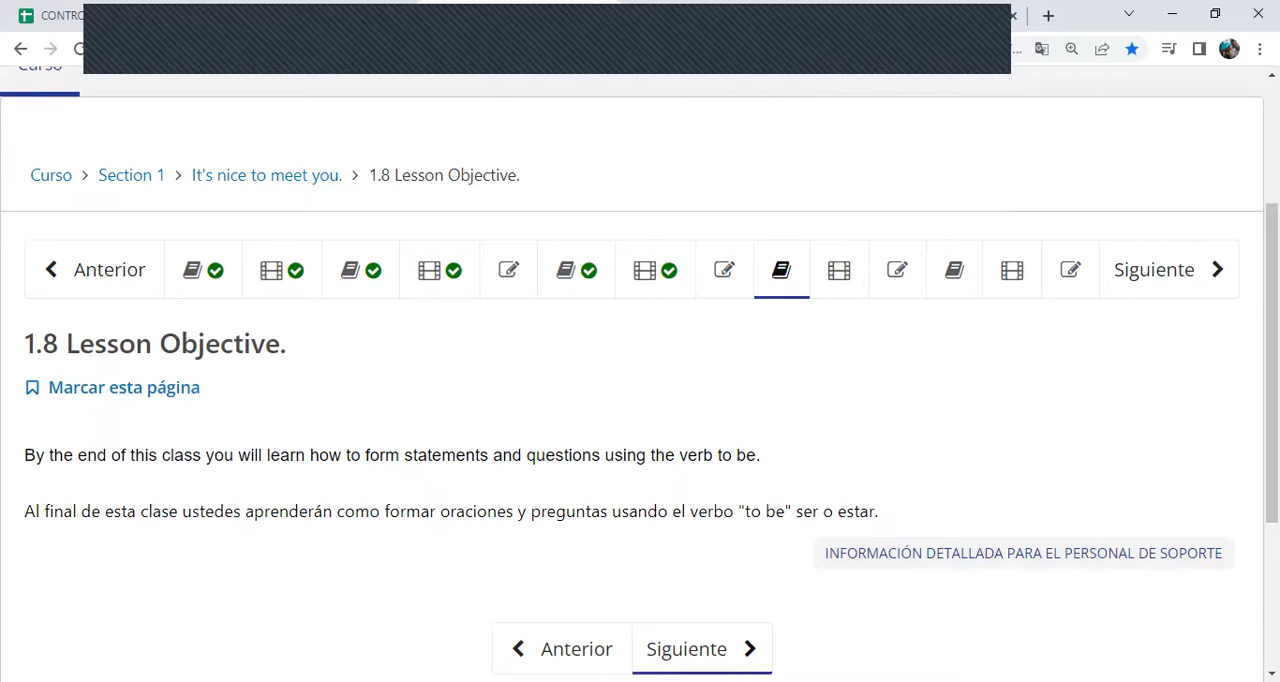 CONTRO
Curso
Curso > Section 1 > It's nice to meet you. > 1.8 Lesson Objective.
Anterior
Siguiente
1.8 Lesson Objective.
Marcar esta página
By the end of this class you will learn how to form statements and questions using the verb to be.
Al final de esta clase ustedes aprenderán como formar oraciones y preguntas usando el verbo "to be" ser o estar.
INFORMACIÓN DETALLADA PARA EL PERSONAL DE SOPORTE
Anterior
Siguiente